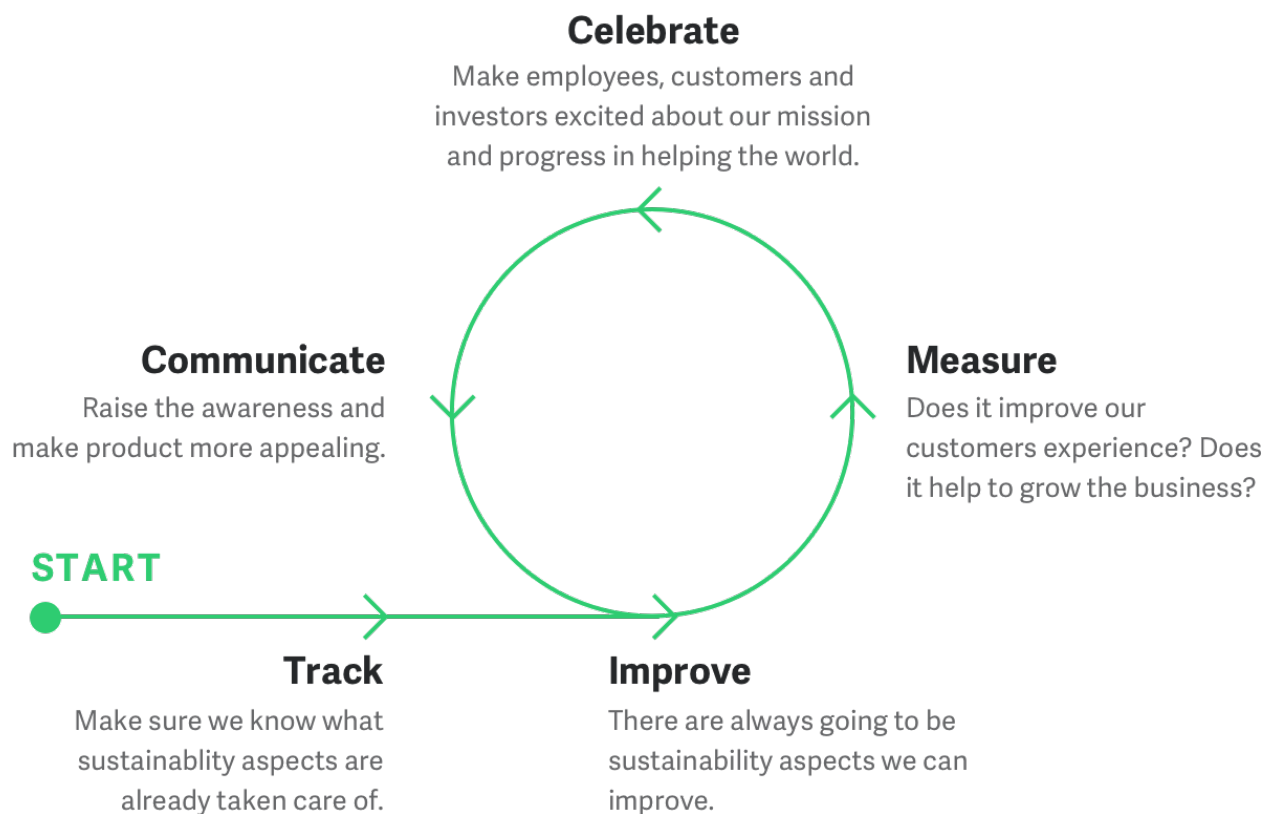 Celebrate
Make employees, customers and
investors excited about our mission
and progress in helping the world.
Communicate
Raise the awareness and
make product more appealing.
Measure
Does it improve our
customers experience? Does
it help to grow the business?
START
Track
Make sure we know what
sustainablity aspects are
already taken care of.
Improve
There are always going to be
sustainability aspects we can
improve.